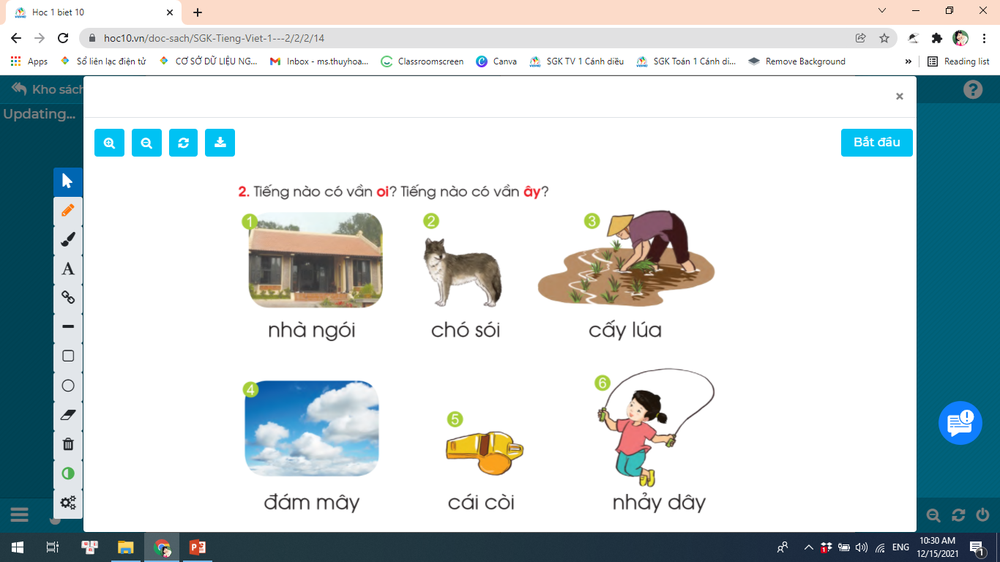 Hoc 1 biet 10
hoc10.vn/doc-sach/SGK-Tieng-Viet-1---2/2/2/14
Apps Sổ liên lạc điện tử CƠ SỞ DỮ LIỆU NG... Inbox - ms.thuyhoa... Classroomscreen Canva SGK TV 1 Cánh diều SGK Toán 1 Cánh di... Remove Background » Reading list
Kho sách
Updating...
Bắt đầu
2. Tiếng nào có vần oi? Tiếng nào có vần ây?
1 2 3
nhà ngói chó sói cấy lúa
4 5 6
đám mây cái còi nhảy dây
ENG 10:30 AM
12/15/2021